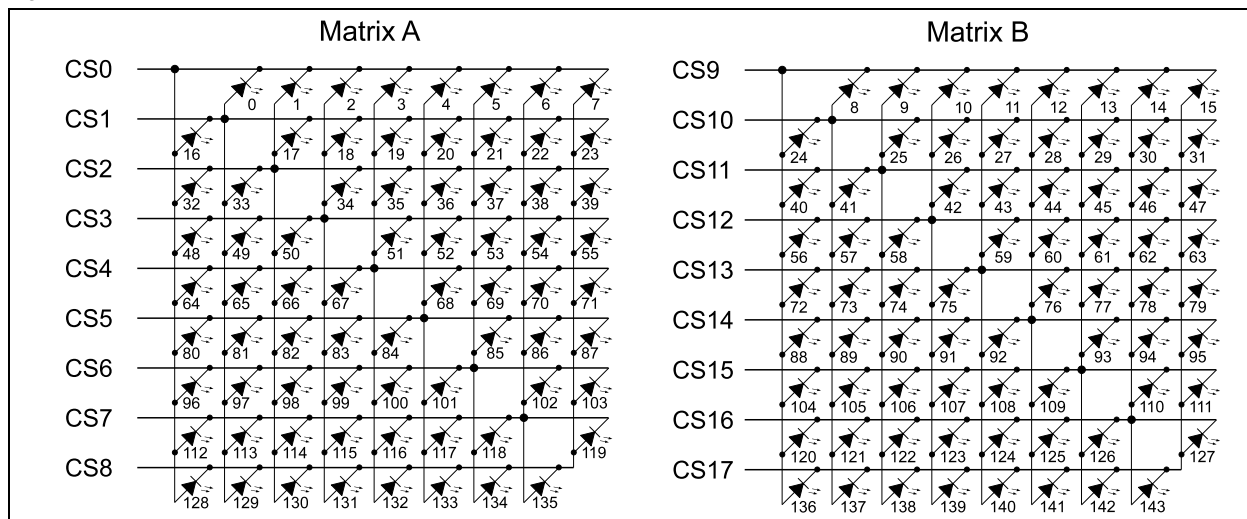 Matrix A Matrix B
CS0 CS9
0 1 2 3 4 5 6 7 8 9 10 11 12 13 14 15
CS1 CS10
16 17 18 19 20 21 22 23 24 25 26 27 28 29 30 31
CS2 CS11
32 33 34 35 36 37 38 39 40 41 42 43 44 45 46 47
CS3 CS12
48 49 50 51 52 53 54 55 56 57 58 59 60 61 62 63
CS4 CS13
64 65 66 67 68 69 70 71 72 73 74 75 76 77 78 79
CS5 CS14
80 81 82 83 84 85 86 87 88 89 90 91 92 93 94 95
CS6 CS15
96 97 98 99 100 101 102 103 104 105 106 107 108 109 110 111
CS7 CS16
112 113 114 115 116 117 118 119 120 121 122 123 124 125 126 127
CS8 CS17
128 129 130 131 132 133 134 135 136 137 138 139 140 141 142 143